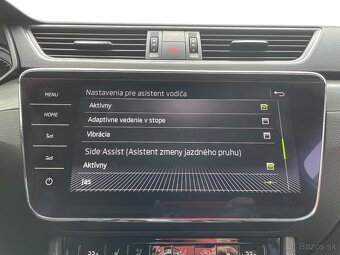 MENU
HOME
Nastavenia pre asistent vodiča
Aktívny
Adaptívne vedenie v stope
Vibrácia
Side Assist (Asistent zmeny jazdného pruhu)
Aktívny
Jas
bazos.sk